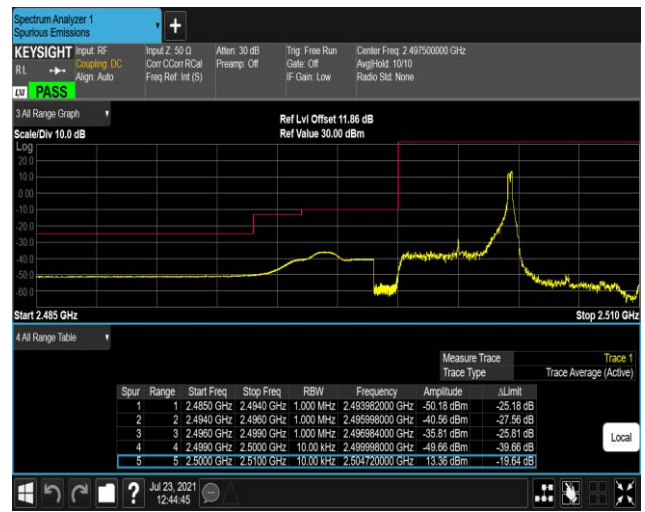 Spectrum Analyzer 1
Spurious Emissions
+
KEYSIGHT Input: RF Input Z: 50 Ω Atten: 30 dB Trig: Free Run Center Freq: 2.497500000 GHz
R L Coupling: DC Corr CCorr RCal Preamp: Off Gate: Off Avg|Hold: 10/10
Align: Auto Freq Ref: Int (S) IF Gain: Low Radio Std: None
LXI PASS
3 All Range Graph
Ref Lvl Offset 11.86 dB
Scale/Div 10.0 dB Ref Value 30.00 dBm
Log
20.0
10.0
0.00
-10.0
-20.0
-30.0
-40.0
-50.0
-60.0
Start 2.485 GHz Stop 2.510 GHz
4 All Range Table
Measure Trace Trace 1
Trace Type Trace Average (Active)
Spur Range Start Freq Stop Freq RBW Frequency Amplitude ΔLimit
1 1 2.4850 GHz 2.4940 GHz 1.000 MHz 2.493982000 GHz -50.18 dBm -25.18 dB
2 2 2.4940 GHz 2.4960 GHz 1.000 MHz 2.495998000 GHz -40.56 dBm -27.56 dB
3 3 2.4960 GHz 2.4990 GHz 1.000 MHz 2.496984000 GHz -35.81 dBm -25.81 dB
4 4 2.4990 GHz 2.5000 GHz 10.00 kHz 2.499998000 GHz -49.66 dBm -39.66 dB
5 5 2.5000 GHz 2.5100 GHz 10.00 kHz 2.504720000 GHz 13.36 dBm -19.64 dB
Local
? Jul 23, 2021
12:44:45